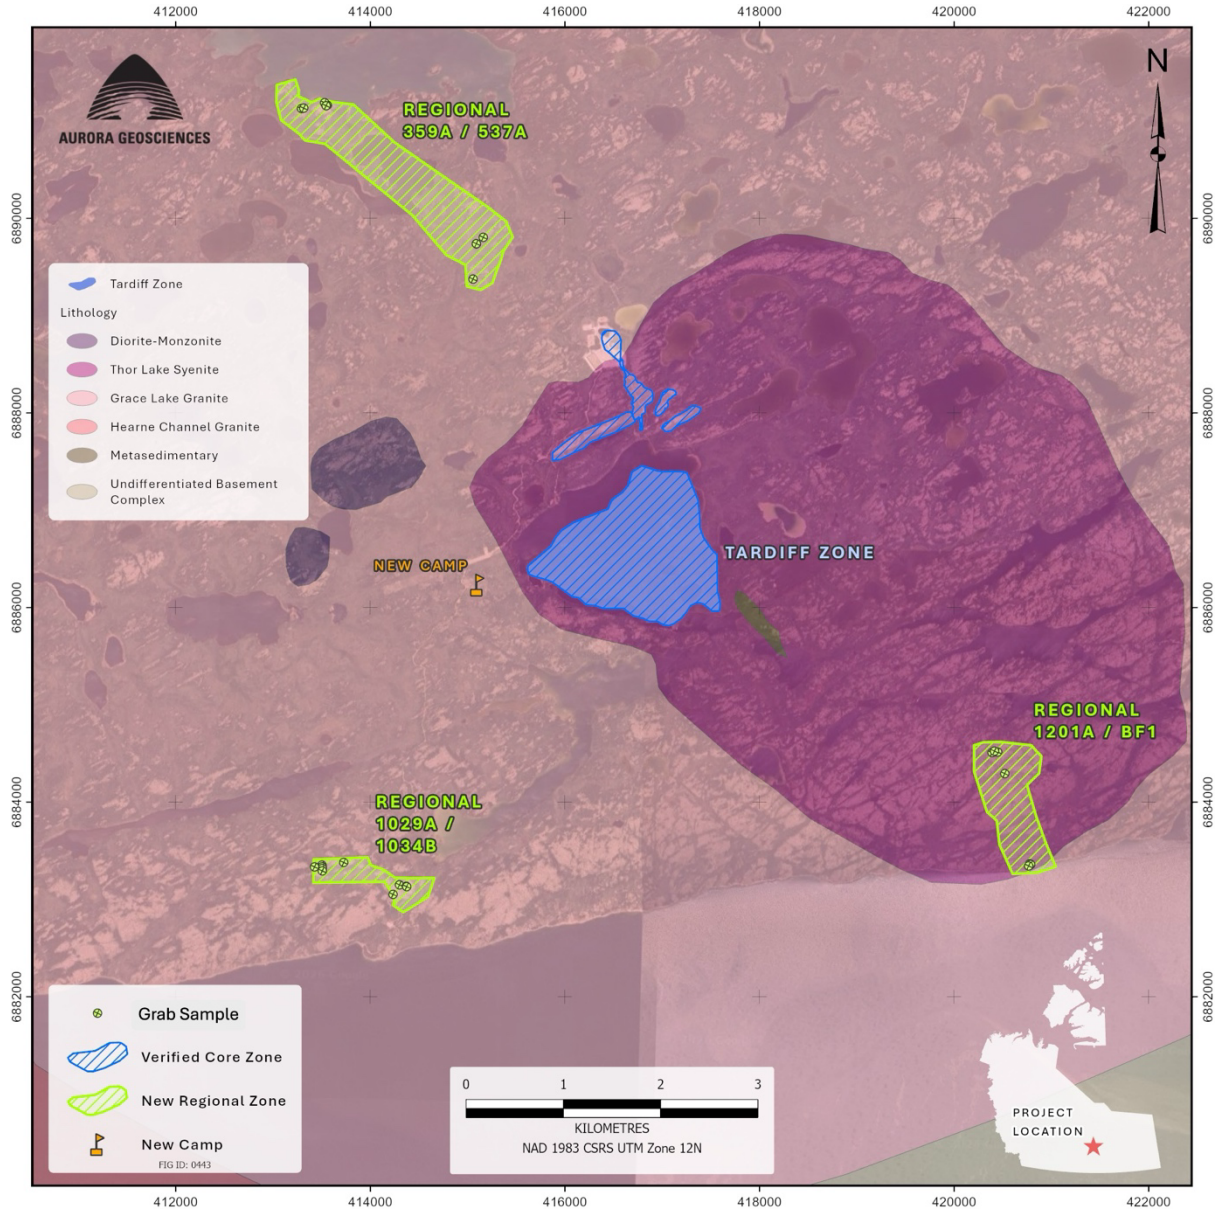 412000
414000
416000
418000
420000
422000
N
AURORA GEOSCIENCES
REGIONAL
359A / 537A
6890000
6890000
Tardiff Zone
Lithology
Diorite-Monzonite
Thor Lake Syenite
Grace Lake Granite
Hearne Channel Granite
Metasedimentary
Undifferentiated Basement
Complex
6888000
6888000
NEW CAMP
TARDIFF ZONE
6886000
6886000
REGIONAL
1201A / BF1
REGIONAL
1029A /
1034B
6884000
6884000
6882000
6882000
Grab Sample
Verified Core Zone
New Regional Zone
New Camp
FIG ID: 0443
0
1
2
3
KILOMETRES
NAD 1983 CSRS UTM Zone 12N
PROJECT
LOCATION
412000
414000
416000
418000
420000
422000